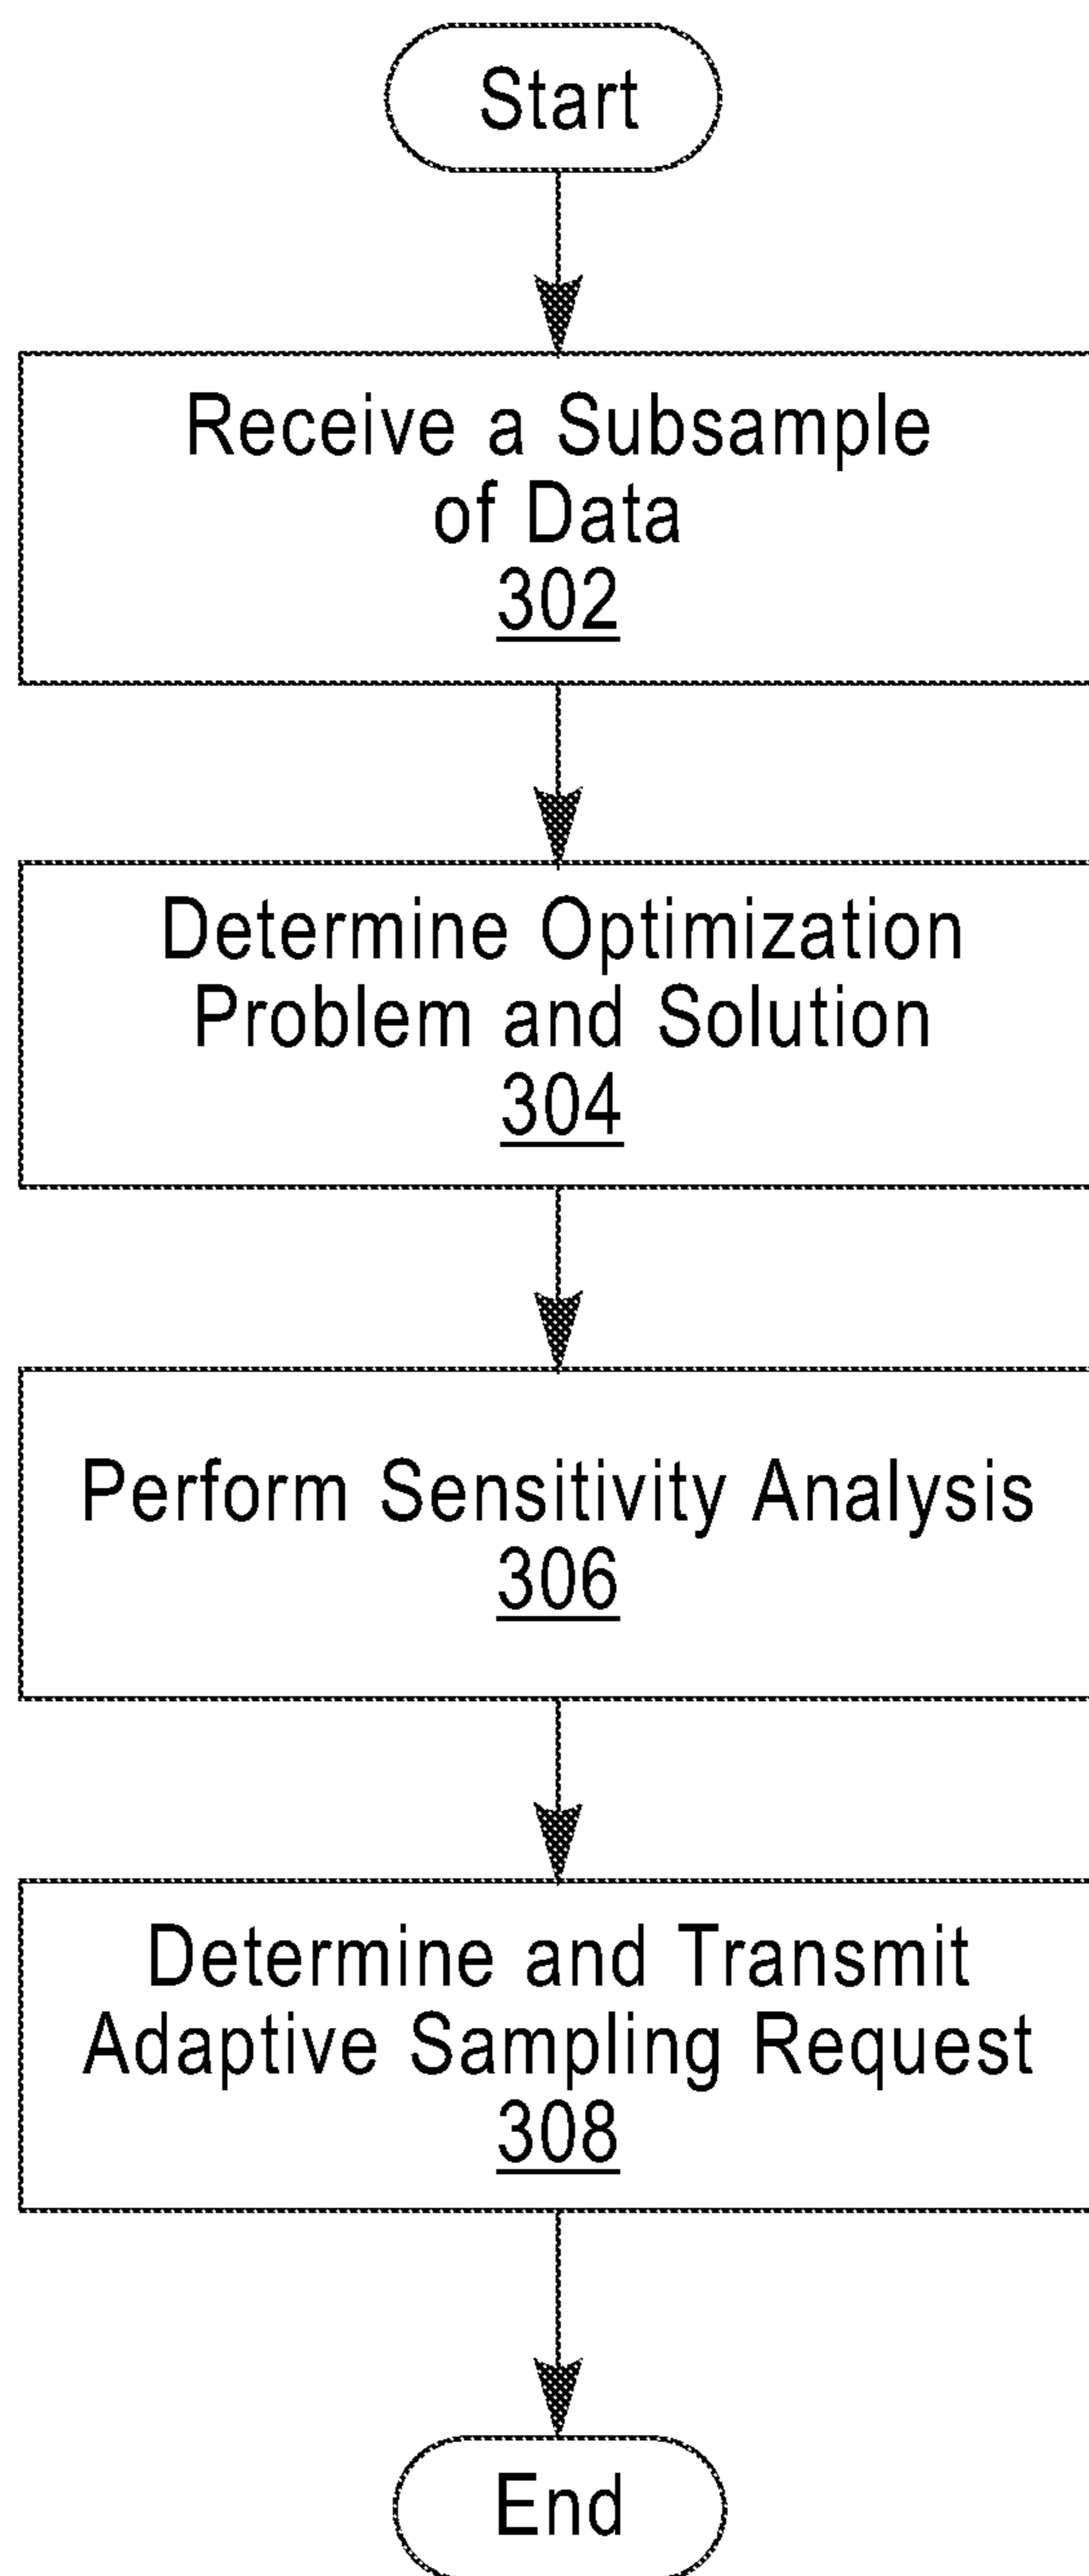 Start
Receive a Subsample
of Data
302
Determine Optimization
Problem and Solution
304
Perform Sensitivity Analysis
306
Determine and Transmit
Adaptive Sampling Request
308
End